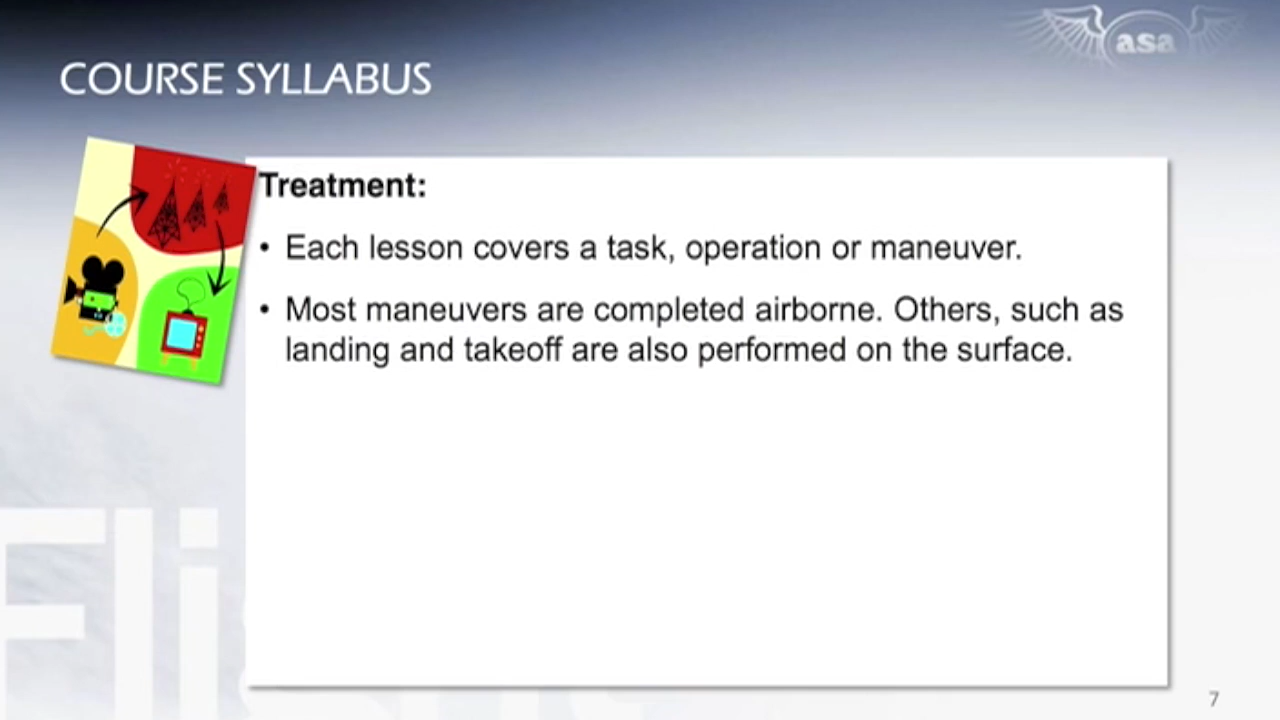 asa
COURSE SYLLABUS
Treatment:
• Each lesson covers a task, operation or maneuver.
• Most maneuvers are completed airborne. Others, such as
landing and takeoff are also performed on the surface.
7